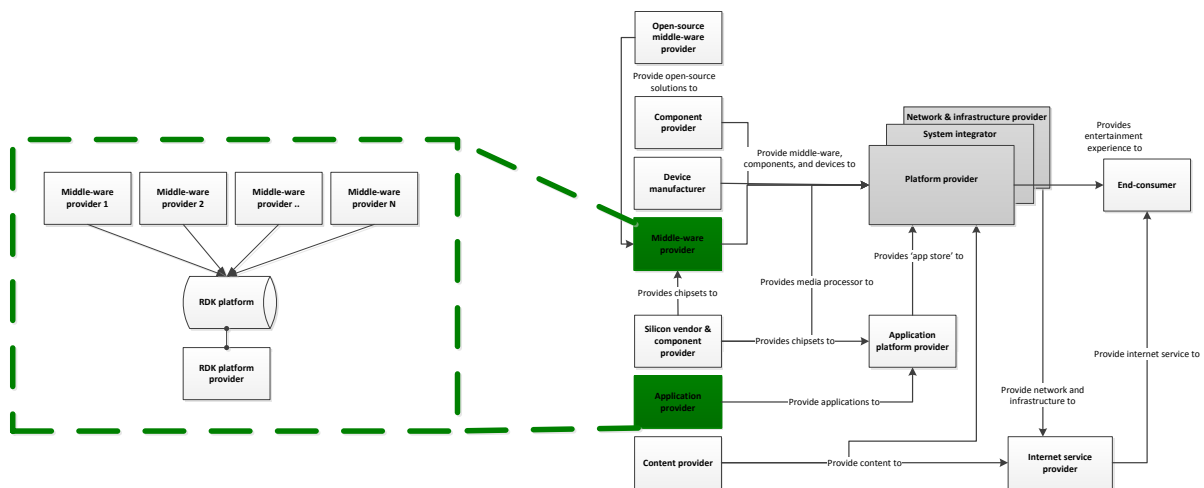 Open-source
middle-ware
provider
Provide open-source
solutions to
Component
provider
Network & infrastructure provider
System integrator
Platform provider
Provides
entertainment
experience to
End-consumer
Provide middle-ware,
components, and devices to
Device
manufacturer
Middle-ware
provider 1
Middle-ware
provider 2
Middle-ware
provider ..
Middle-ware
provider N
RDK platform
RDK platform
provider
Middle-ware
provider
Provides 'app store' to
Provides chipsets to
Provides media processor to
Silicon vendor &
component
provider
Provides chipsets to
Application
platform provider
Provide internet service to
Application
provider
Provide applications to
Provide network and
infrastructure to
Content provider
Provide content to
Internet service
provider